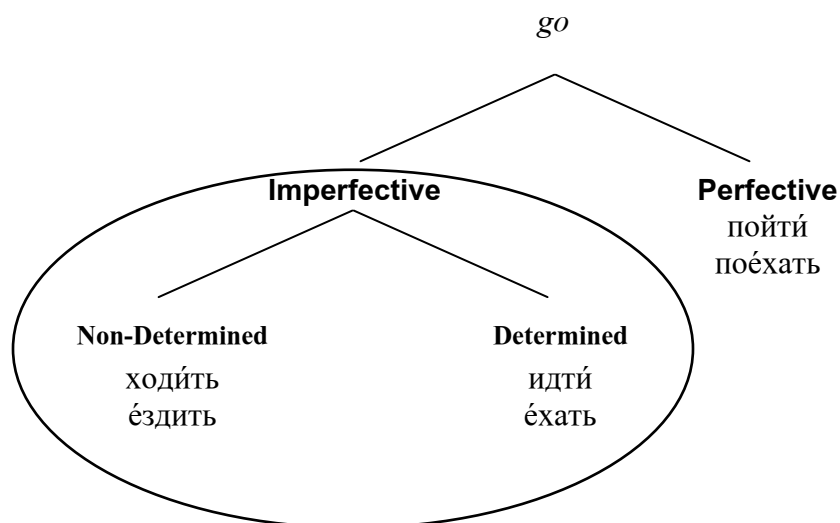 go
Imperfective
Perfective
пойти́
пое́хать
Non-Determined
Determined
ходи́ть
идти́
е́здить
е́хать